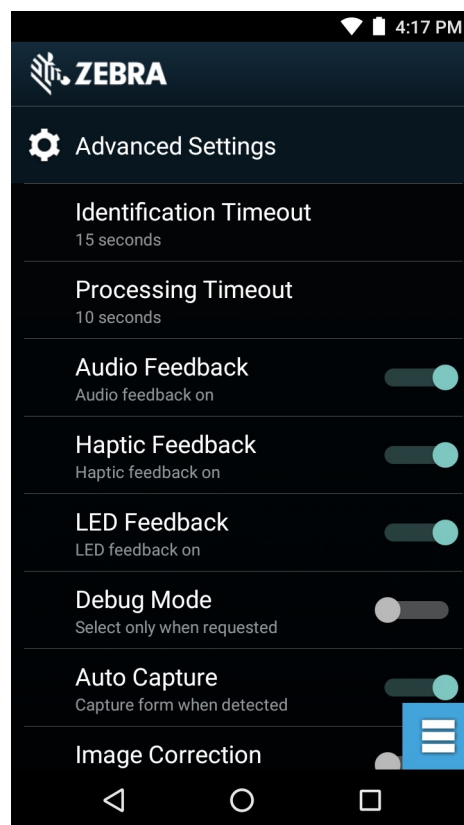 4:17 PM
ZEBRA
Advanced Settings
Identification Timeout
15 seconds
Processing Timeout
10 seconds
Audio Feedback
Audio feedback on
Haptic Feedback
Haptic feedback on
LED Feedback
LED feedback on
Debug Mode
Select only when requested
Auto Capture
Capture form when detected
Image Correction